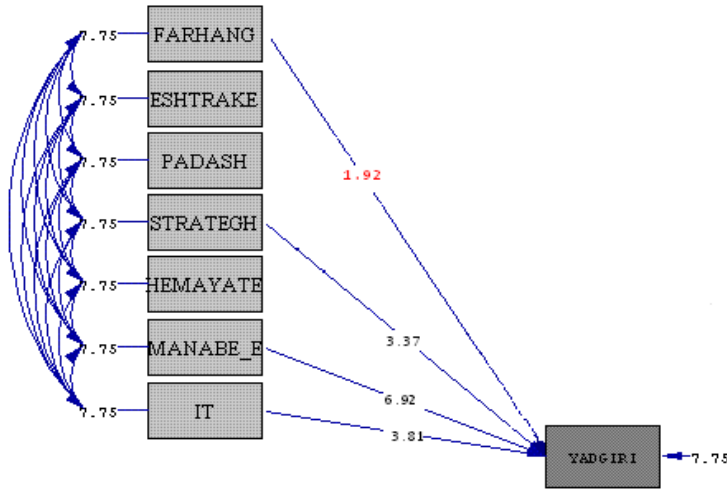 7.75 FARHANG
7.75 ESHTRAKE
7.75 PADASH
1.92
7.75 STRATEGH
7.75 HEMAYATE
3.37
7.75 MANABE_E
6.92
7.75 IT
3.81
YADGIRI 7.75